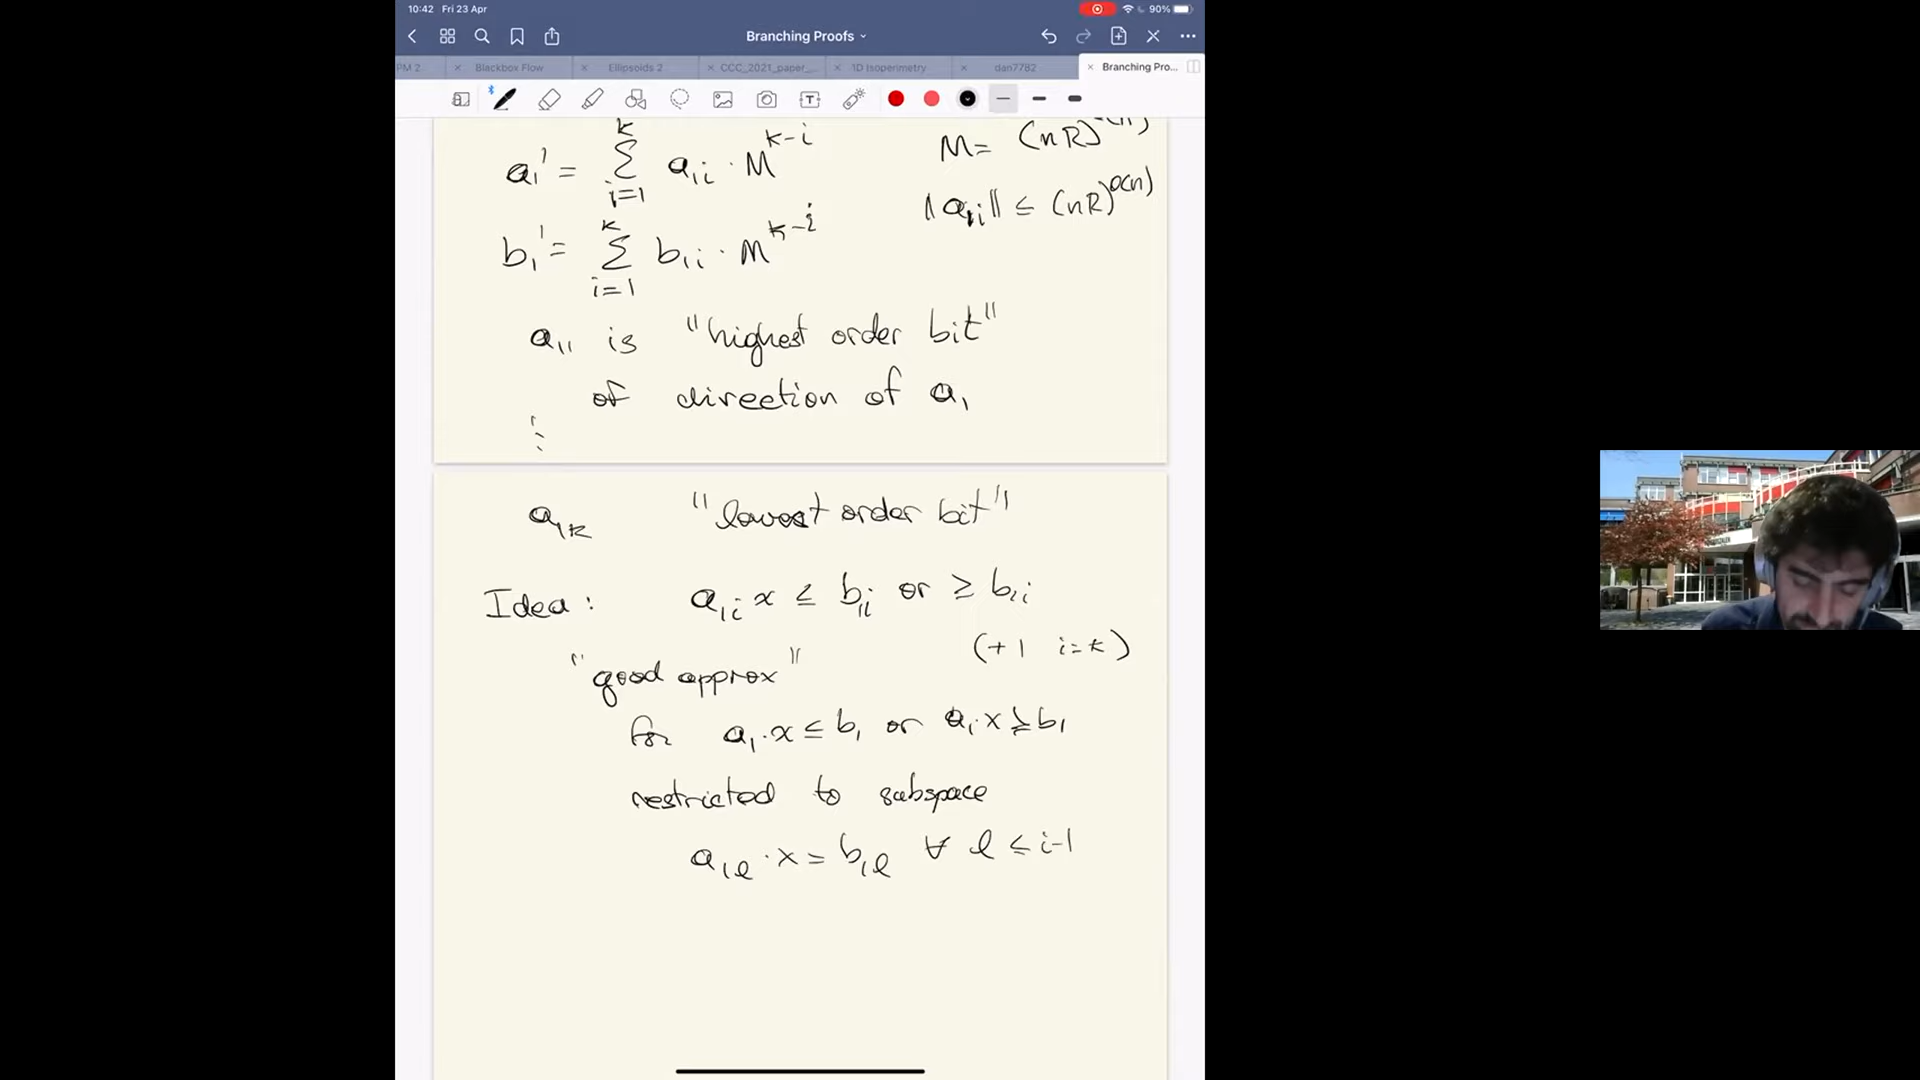 10:42 Fri 23 Apr
90%
Branching Proofs
PM 2
Blackbox Flow
Ellipsoids 2
CCC_2021_paper_...
1D Isoperimetry
dan7782
Branching Pro...
a₁' = Σ_{i=1}^{k} a₁ᵢ · M^{k-i}
M = (nR)
‖a₁ᵢ‖ ≤ (nR)^{O(n)}
b₁' = Σ_{i=1}^{k} b₁ᵢ · M^{k-i}
a₁₁ is "highest order bit"
of direction of a₁
⋮
a₁ₖ "lowest order bit"
Idea: a₁ᵢ x ≤ b₁ᵢ or ≥ b₁ᵢ
(+1 i=k)
"good approx"
for a₁·x ≤ b₁ or a₁·x ≥ b₁
restricted to subspace
a₁ₗ · x = b₁ₗ ∀ l ≤ i-1